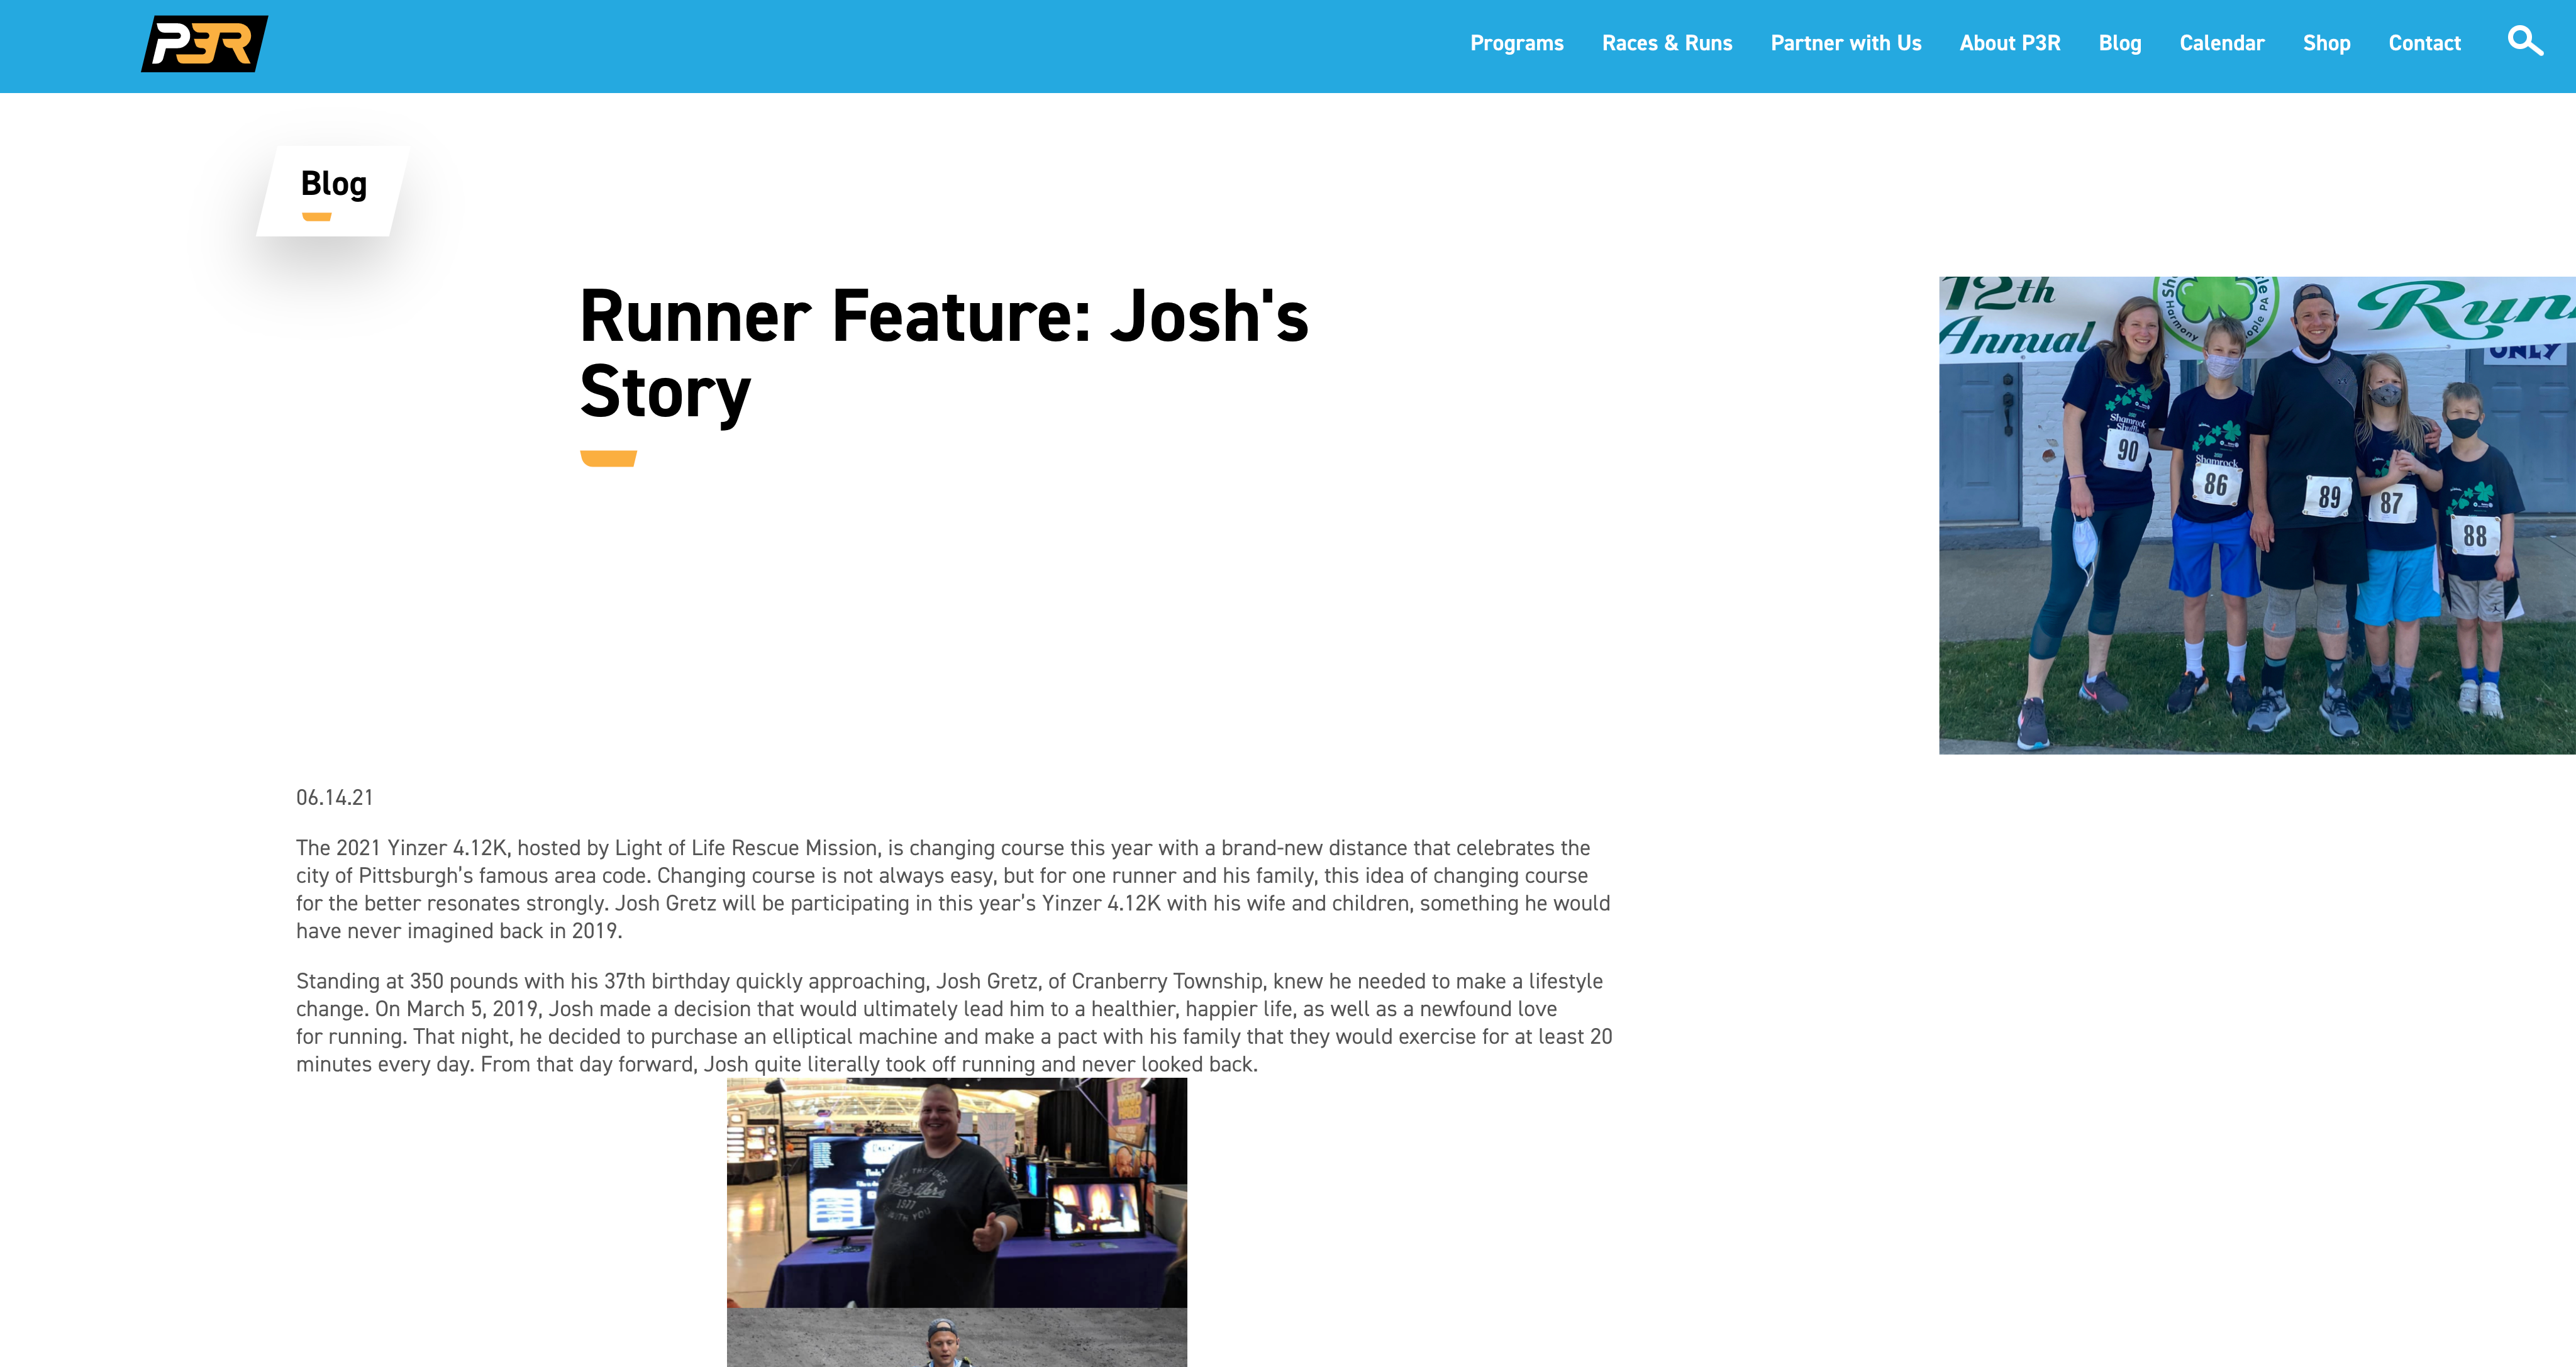 P3R
Programs
Races & Runs
Partner with Us
About P3R
Blog
Calendar
Shop
Contact
Blog
Runner Feature: Josh's
Story
12th
Annual
Run
ONLY
Harmony
PA
Shamrock
90
Shamrock
86
89
87
88
06.14.21
The 2021 Yinzer 4.12K, hosted by Light of Life Rescue Mission, is changing course this year with a brand-new distance that celebrates the
city of Pittsburgh’s famous area code. Changing course is not always easy, but for one runner and his family, this idea of changing course
for the better resonates strongly. Josh Gretz will be participating in this year’s Yinzer 4.12K with his wife and children, something he would
have never imagined back in 2019.
Standing at 350 pounds with his 37th birthday quickly approaching, Josh Gretz, of Cranberry Township, knew he needed to make a lifestyle
change. On March 5, 2019, Josh made a decision that would ultimately lead him to a healthier, happier life, as well as a newfound love
for running. That night, he decided to purchase an elliptical machine and make a pact with his family that they would exercise for at least 20
minutes every day. From that day forward, Josh quite literally took off running and never looked back.
GET
1977
WITH YOU